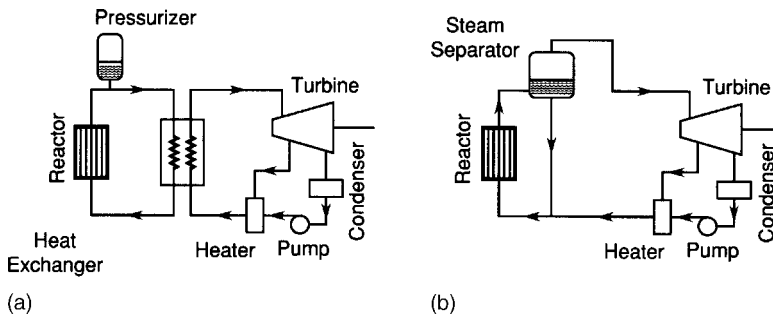 Pressurizer
Turbine
Reactor
Condenser
Heater
Pump
Heat
Exchanger
(a)
Steam
Separator
Turbine
Reactor
Condenser
Heater
Pump
(b)